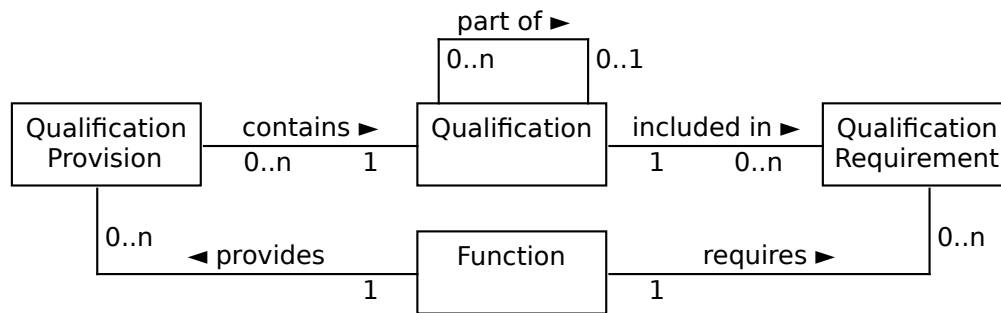 part of ►
0..n
0..1
Qualification
Provision
contains ►
0..n
1
Qualification
included in ►
1
0..n
Qualification
Requirement
0..n
◄ provides
1
Function
requires ►
1
0..n